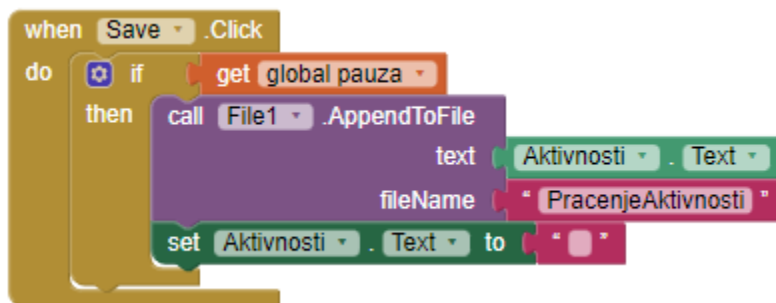 when Save .Click
do if get global pauza
then call File1 .AppendToFile
text Aktivnosti . Text
fileName “ PracenjeAktivnosti ”
set Aktivnosti . Text to “ ”